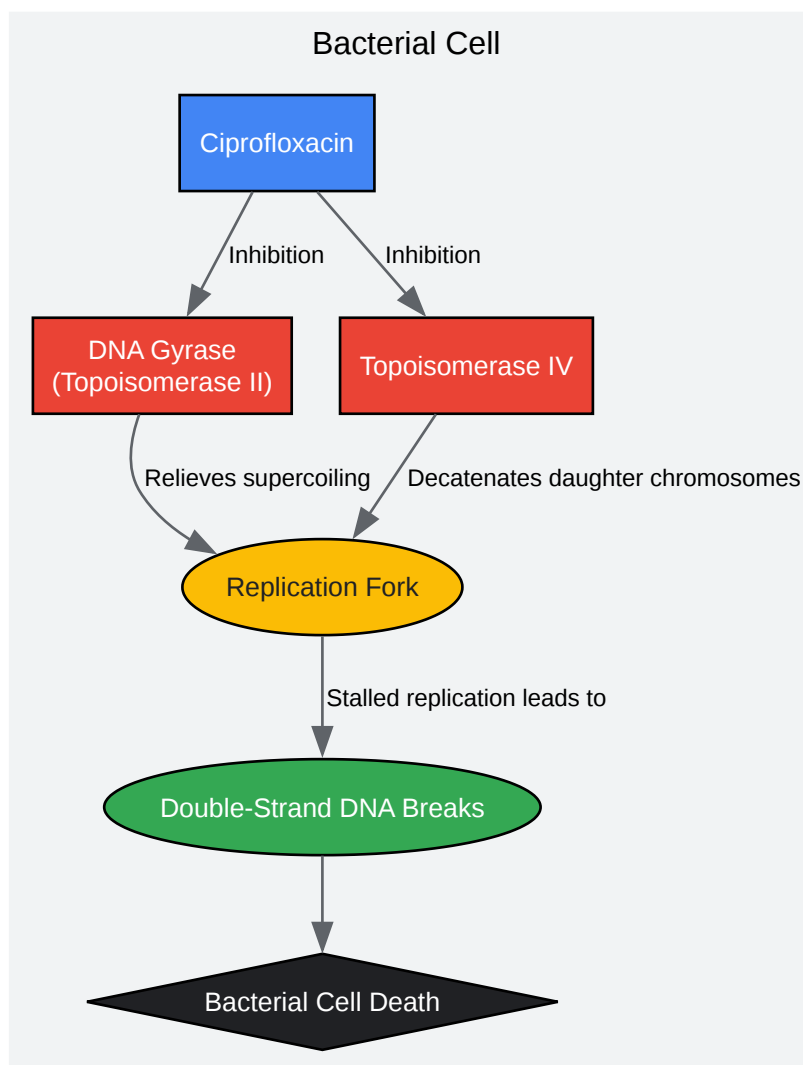 Bacterial Cell
Ciprofloxacin
Inhibition
Inhibition
DNA Gyrase
(Topoisomerase II)
Topoisomerase IV
Relieves supercoiling
Decatenates daughter chromosomes
Replication Fork
Stalled replication leads to
Double-Strand DNA Breaks
Bacterial Cell Death